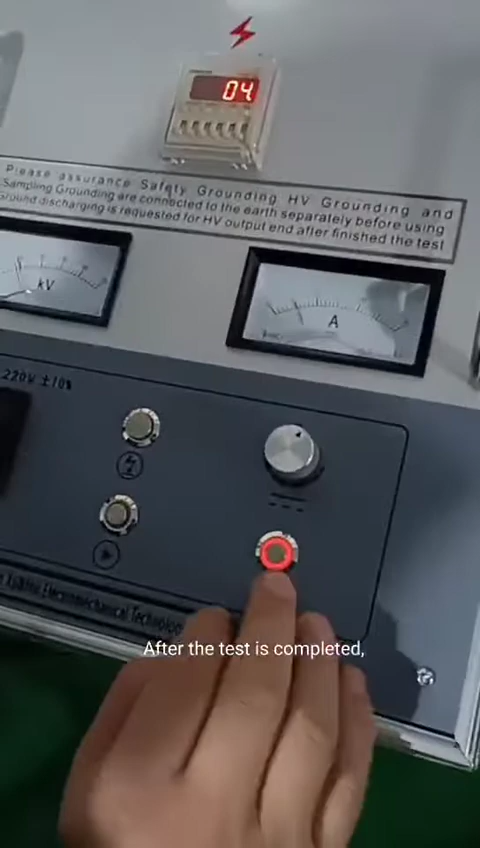 04
Please assurance Safety Grounding HV Grounding and
Sampling Grounding are connected to the earth separately before using
Ground discharging is requested for HV output end after finished the test
kV
A
220V ±10%
Electromechanical Technology
After the test is completed,